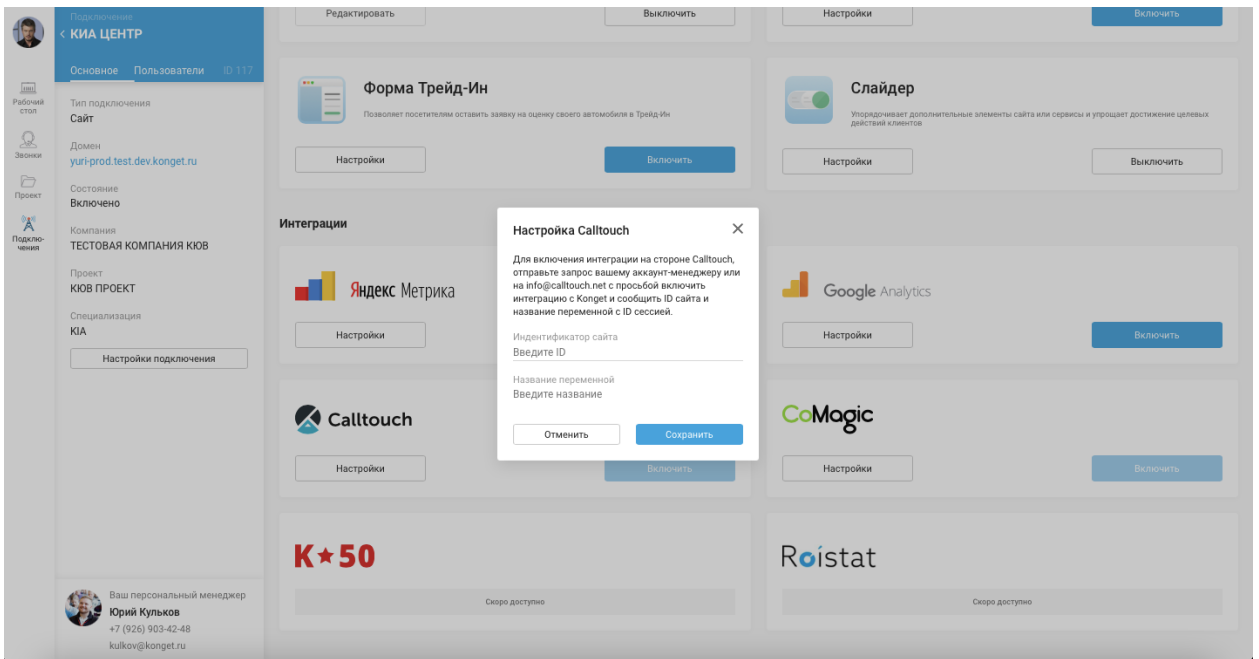 Подключение
КИА ЦЕНТР
Основное Пользователи ID 117
Рабочий
стол
Звонки
Проект
Подклю-
чения
Тип подключения
Сайт
Домен
yuri-prod.test.dev.konget.ru
Состояние
Включено
Компания
ТЕСТОВАЯ КОМПАНИЯ КЮВ
Проект
КЮВ ПРОЕКТ
Специализация
KIA
Настройки подключения
Ваш персональный менеджер
Юрий Кульков
+7 (926) 903-42-48
kulkov@konget.ru
Редактировать Выключить Настройки Включить
Форма Трейд-Ин
Позволяет посетителям оставить заявку на оценку своего автомобиля в Трейд-Ин
Настройки Включить
Слайдер
Упорядочивает дополнительные элементы сайта или сервисы и упрощает достижение целевых
действий клиентов
Настройки Выключить
Интеграции
Яндекс Метрика
Настройки
Google Analytics
Настройки Включить
Calltouch
Настройки Включить
CoMagic
Настройки Включить
K50
Скоро доступно
Roistat
Скоро доступно
Настройка Calltouch
Для включения интеграции на стороне Calltouch,
отправьте запрос вашему аккаунт-менеджеру или
на info@calltouch.net с просьбой включить
интеграцию с Konget и сообщить ID сайта и
название переменной с ID сессией.
Индентификатор сайта
Введите ID
Название переменной
Введите название
Отменить Сохранить